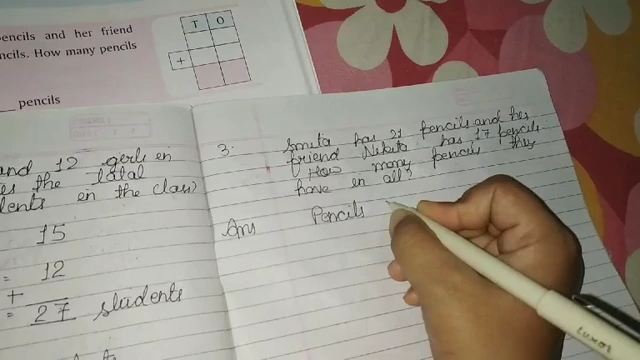 pencils and her friend
ncils. How many pencils
pencils
T O
+
and 12 girls in
the total
dents in the class)
15
= 12
+
= 27 students
3. Smita has 21 pencils and her
friend Nikita has 17 pencils
How many pencils they
have in all?
Ans Pencils
LUXOR